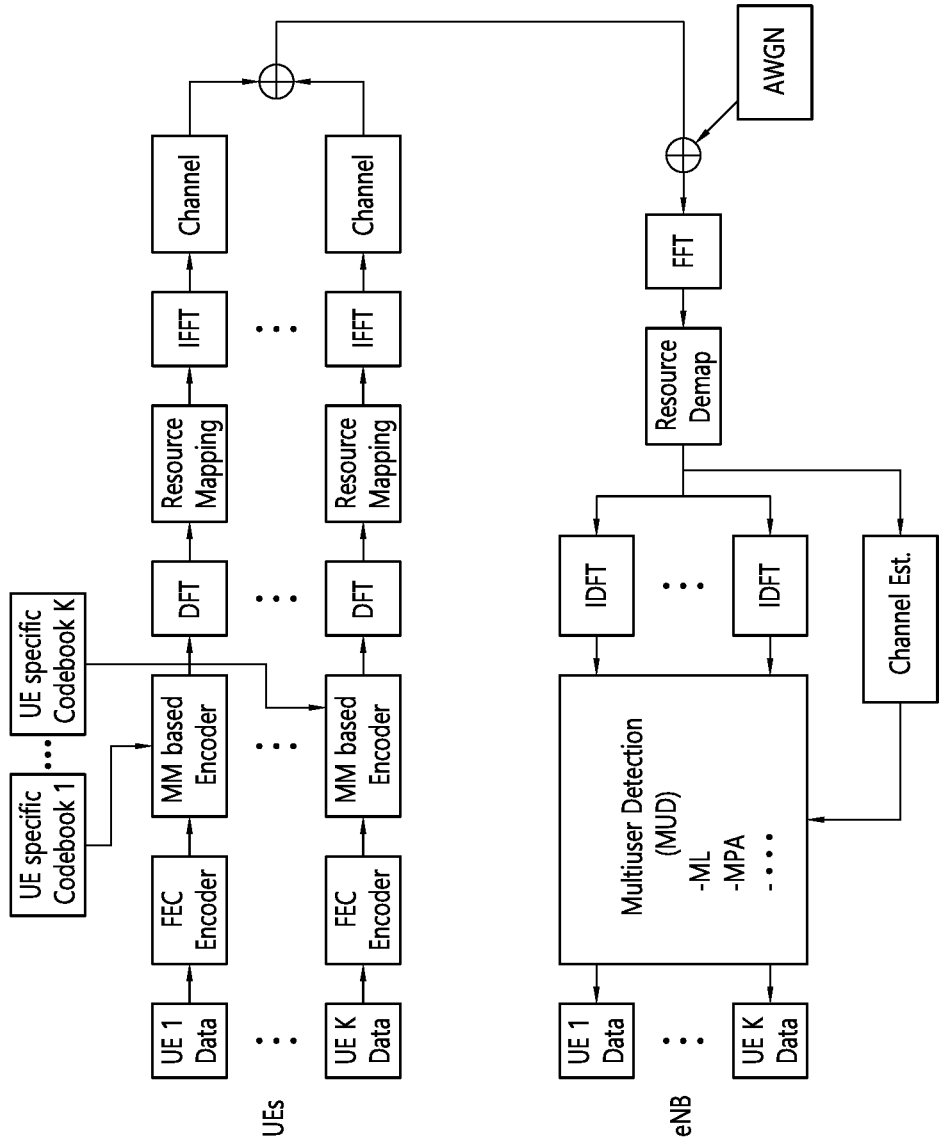 UE specific
Codebook 1
• • •
UE specific
Codebook K
UEs
UE 1
Data
FEC
Encoder
MM based
Encoder
DFT
Resource
Mapping
IFFT
Channel
• • •
• • •
• • •
• • •
UE K
Data
FEC
Encoder
MM based
Encoder
DFT
Resource
Mapping
IFFT
Channel
eNB
UE 1
Data
• • •
UE K
Data
Multiuser Detection
(MUD)
-ML
-MPA
- • • • •
IDFT
• • •
IDFT
Resource
Demap
FFT
AWGN
Channel Est.